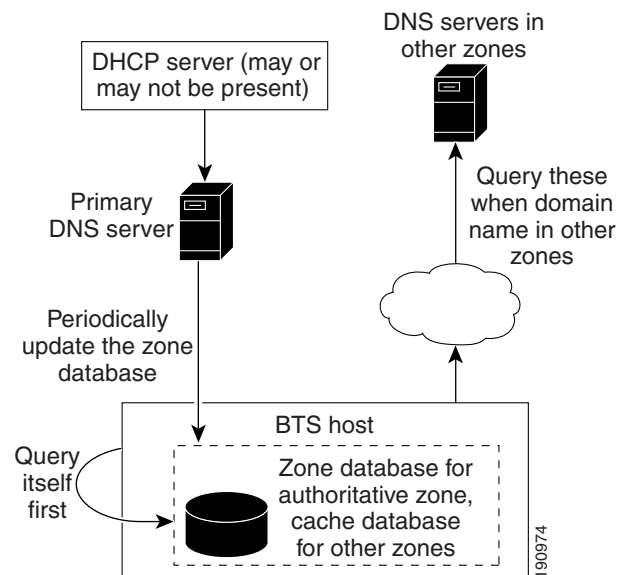 DNS servers in
other zones
DHCP server (may or
may not be present)
Primary
DNS server
Query these
when domain
name in other
zones
Periodically
update the zone
database
BTS host
Query
itself
first
Zone database for
authoritative zone,
cache database
for other zones
190974